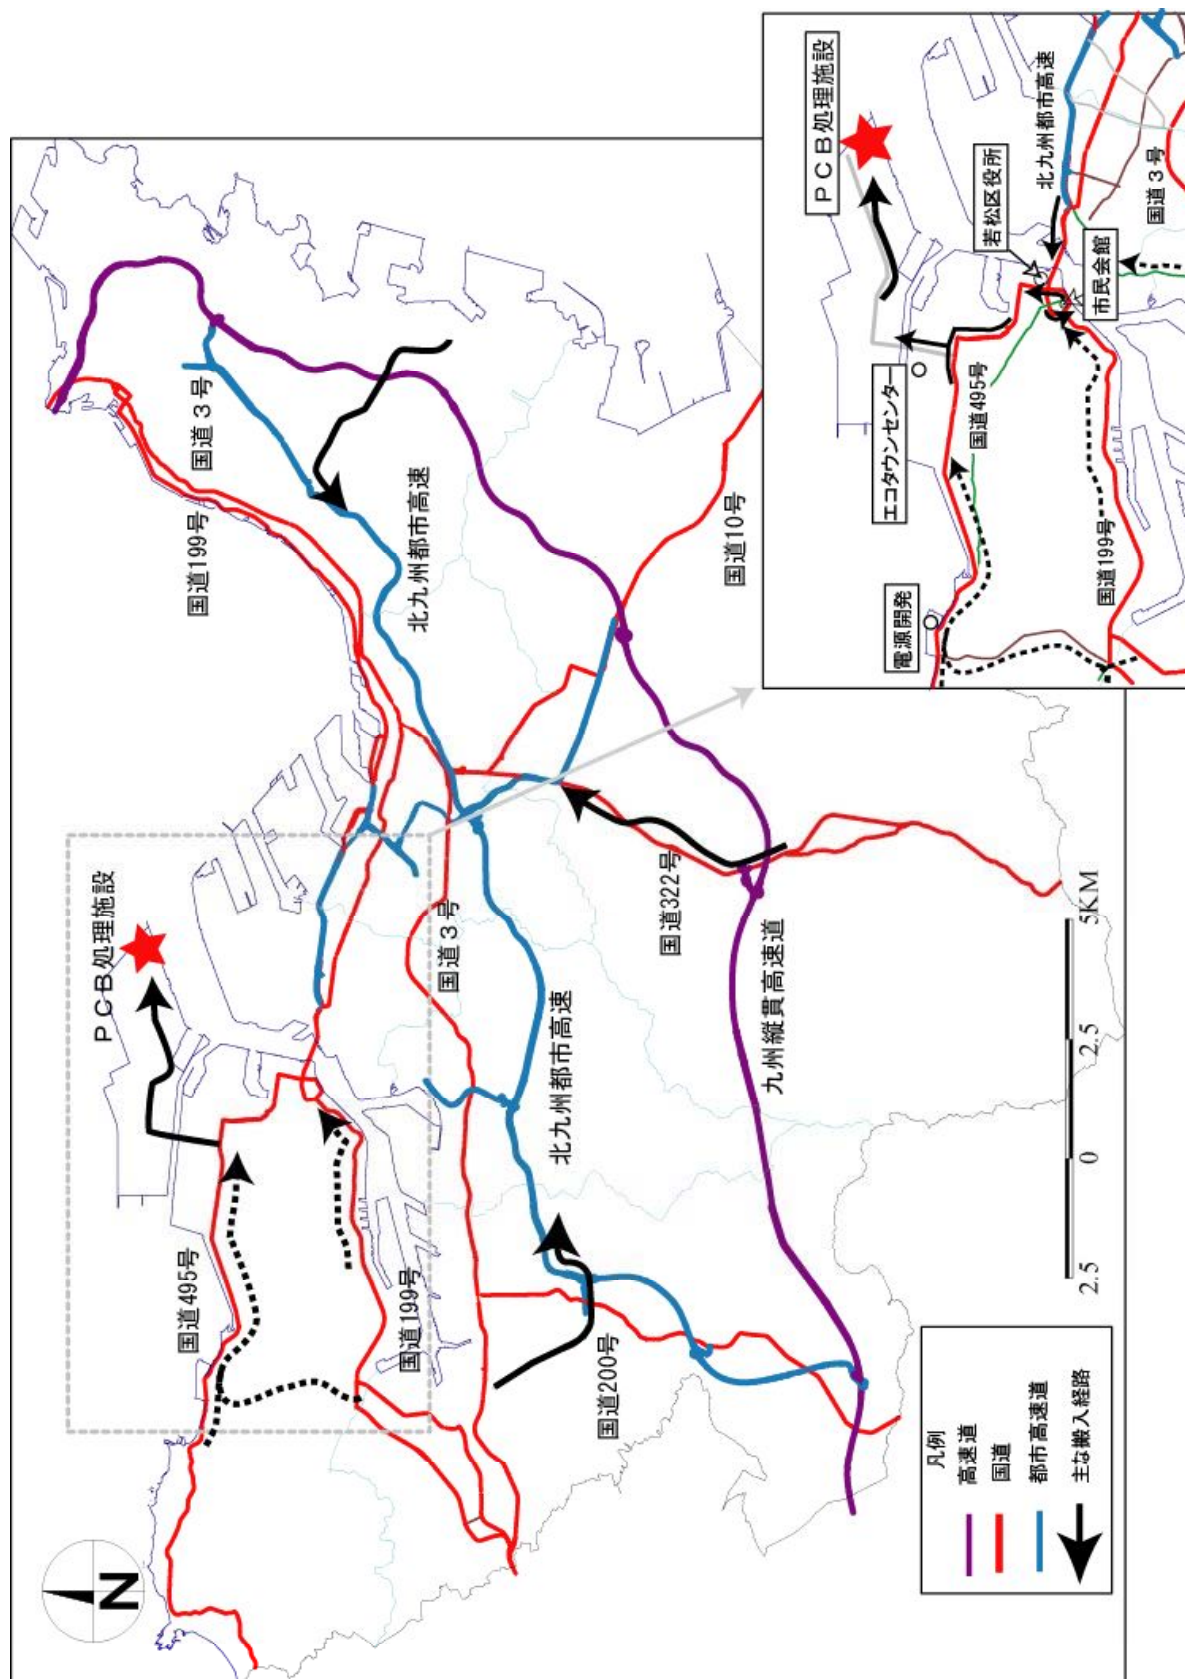 ＰＣＢ処理施設
国道495号
国道199号
国道３号
北九州都市高速
国道200号
国道322号
九州縦貫高速道
国道199号
国道３号
北九州都市高速
国道10号
N
2.5
0
2.5
5KM
凡例
高速道
国道
都市高速道
主な搬入経路
ＰＣＢ処理施設
エコタウンセンター
電源開発
若松区役所
市民会館
北九州都市高速
国道３号
国道495号
国道199号